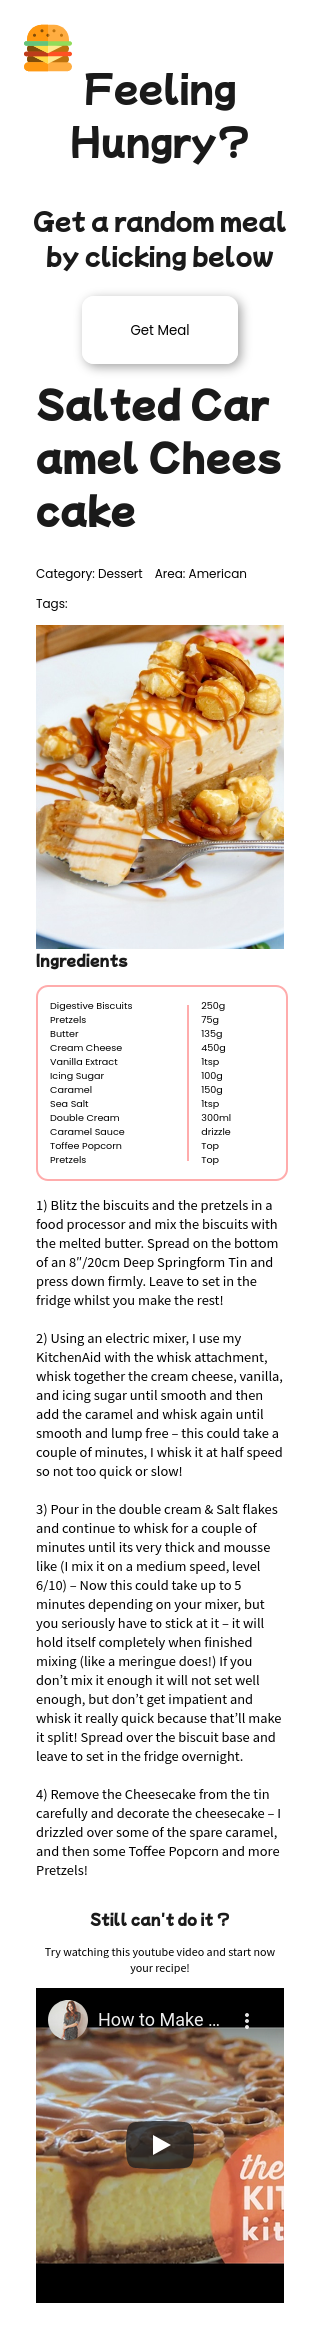 Feeling
Hungry?
Get a random meal
by clicking below
Get Meal
Salted Car
amel Chees
cake
Category: Dessert Area: American
Tags:
Ingredients
Digestive Biscuits 250g
Pretzels 75g
Butter 135g
Cream Cheese 450g
Vanilla Extract 1tsp
Icing Sugar 100g
Caramel 150g
Sea Salt 1tsp
Double Cream 300ml
Caramel Sauce drizzle
Toffee Popcorn Top
Pretzels Top
1) Blitz the biscuits and the pretzels in a
food processor and mix the biscuits with
the melted butter. Spread on the bottom
of an 8″/20cm Deep Springform Tin and
press down firmly. Leave to set in the
fridge whilst you make the rest!
2) Using an electric mixer, I use my
KitchenAid with the whisk attachment,
whisk together the cream cheese, vanilla,
and icing sugar until smooth and then
add the caramel and whisk again until
smooth and lump free – this could take a
couple of minutes, I whisk it at half speed
so not too quick or slow!
3) Pour in the double cream & Salt flakes
and continue to whisk for a couple of
minutes until its very thick and mousse
like (I mix it on a medium speed, level
6/10) – Now this could take up to 5
minutes depending on your mixer, but
you seriously have to stick at it – it will
hold itself completely when finished
mixing (like a meringue does!) If you
don’t mix it enough it will not set well
enough, but don’t get impatient and
whisk it really quick because that’ll make
it split! Spread over the biscuit base and
leave to set in the fridge overnight.
4) Remove the Cheesecake from the tin
carefully and decorate the cheesecake – I
drizzled over some of the spare caramel,
and then some Toffee Popcorn and more
Pretzels!
Still can't do it ?
Try watching this youtube video and start now
your recipe!
How to Make ...
the
KIT
kit